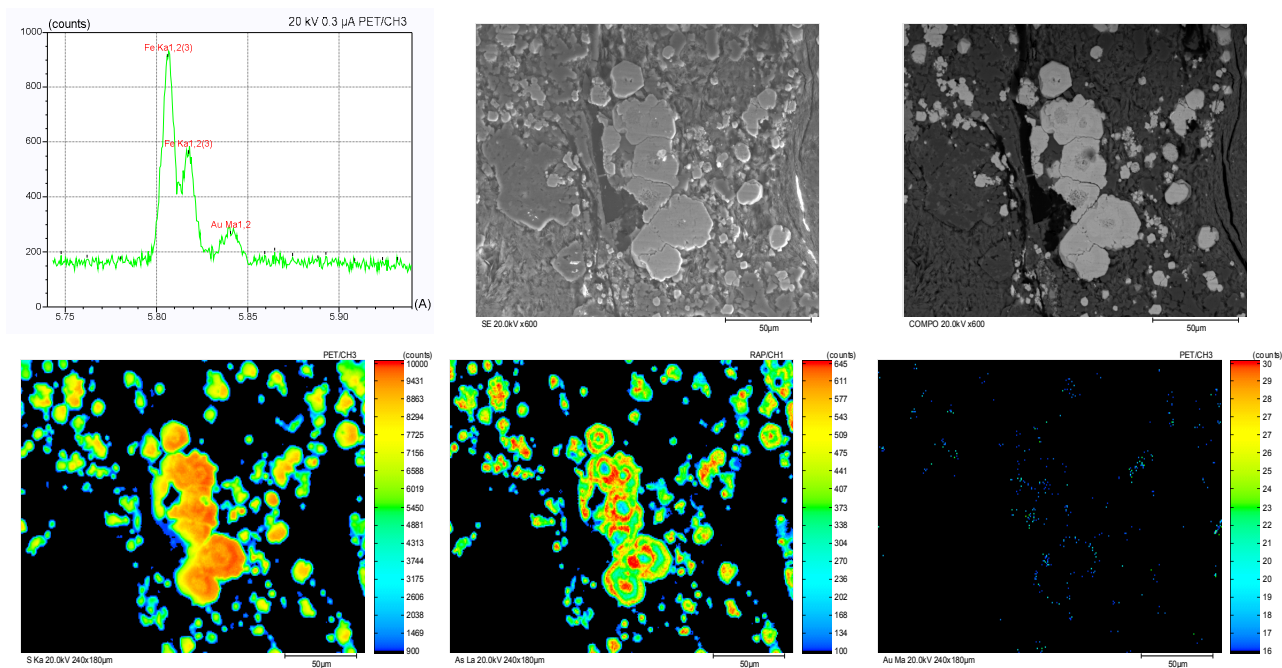 (counts)
20 kV 0.3 µA PET/CH3
1000
800
600
400
200
0
Fe Ka1,2(3)
Fe Ka1,2(3)
Au Ma1,2
5.75
5.80
5.85
5.90
(A)
SE 20.0kV x600
50µm
COMPO 20.0kV x600
50µm
PET/CH3
(counts)
10000
9431
8863
8294
7725
7156
6588
6019
5450
4881
4313
3744
3175
2606
2038
1469
900
S Ka 20.0kV 240x180µm
50µm
RAP/CH1
(counts)
645
611
577
543
509
475
441
407
373
338
304
270
236
202
168
134
100
As La 20.0kV 240x180µm
50µm
PET/CH3
(counts)
30
29
28
27
26
26
25
24
23
22
21
20
20
19
18
17
16
Au Ma 20.0kV 240x180µm
50µm